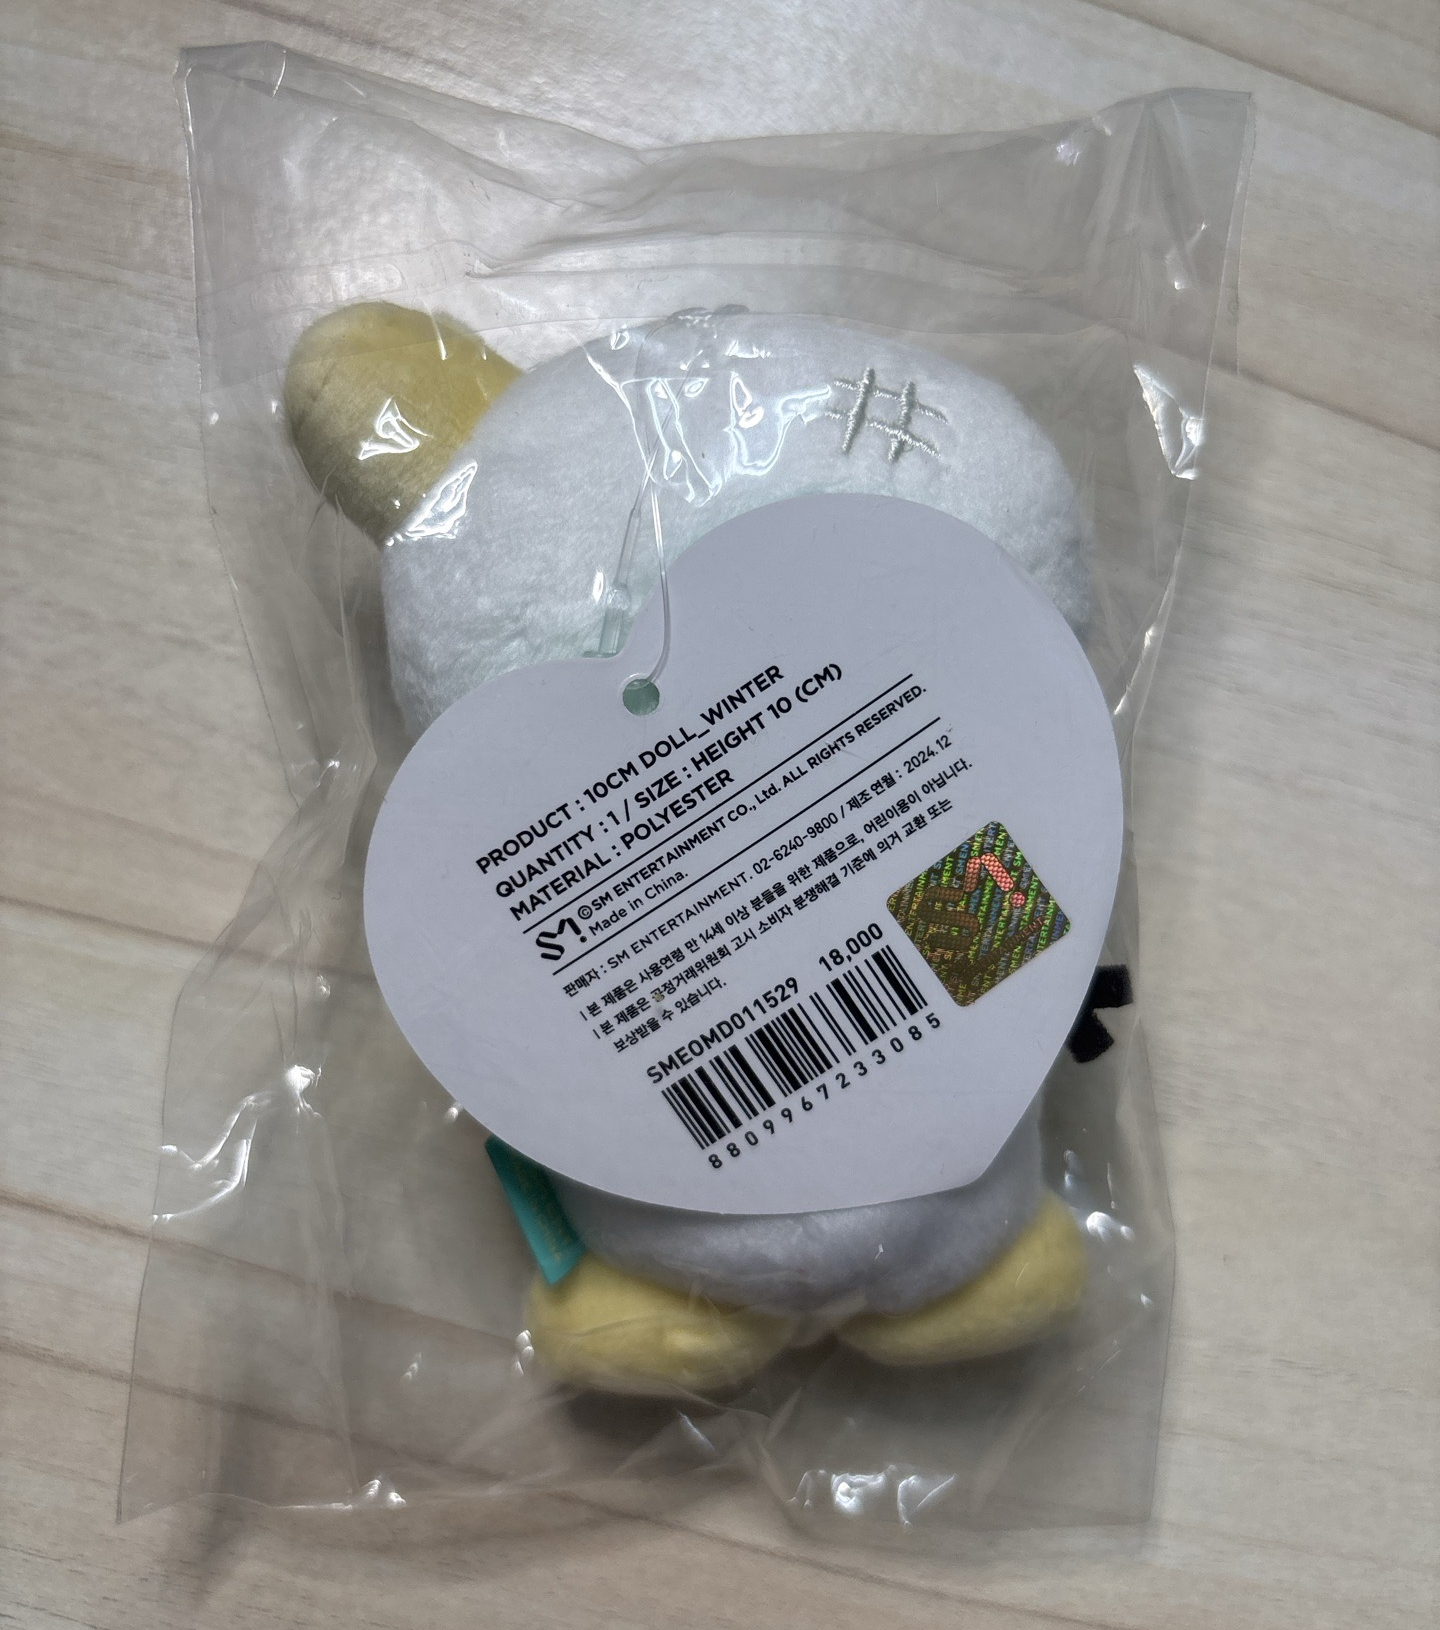 PRODUCT : 10CM DOLL_WINTER
QUANTITY : 1 / SIZE : HEIGHT 10 (CM)
MATERIAL : POLYESTER
SM! ©SM ENTERTAINMENT CO., Ltd. ALL RIGHTS RESERVED.
Made in China.
판매자 : SM ENTERTAINMENT. 02-6240-9800 / 제조 연월 : 2024.12
| 본 제품은 사용연령 만 14세 이상 분들을 위한 제품으로, 어린이용이 아닙니다.
| 본 제품은 공정거래위원회 고시 소비자 분쟁해결 기준에 의거 교환 또는
보상받을 수 있습니다.
SMEOMD011529 18,000
8809967233085
SM ENTERTAINMENT